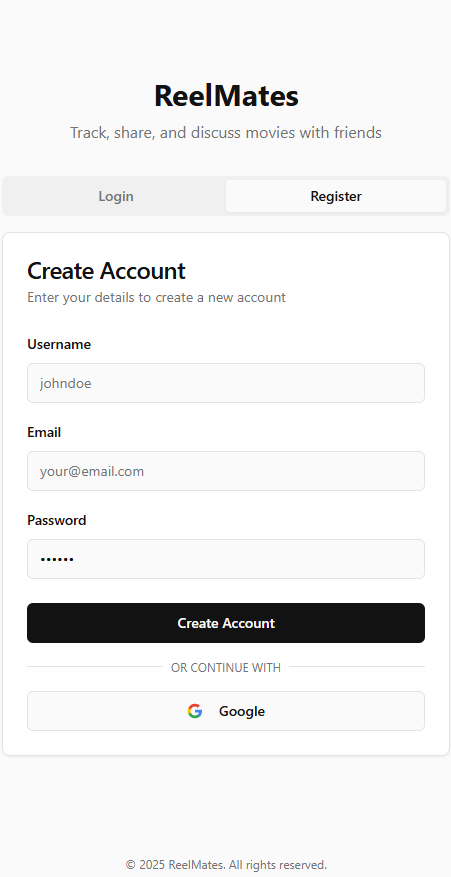 ReelMates
Track, share, and discuss movies with friends
Login
Register
Create Account
Enter your details to create a new account
Username
johndoe
Email
your@email.com
Password
••••••
Create Account
OR CONTINUE WITH
Google
© 2025 ReelMates. All rights reserved.